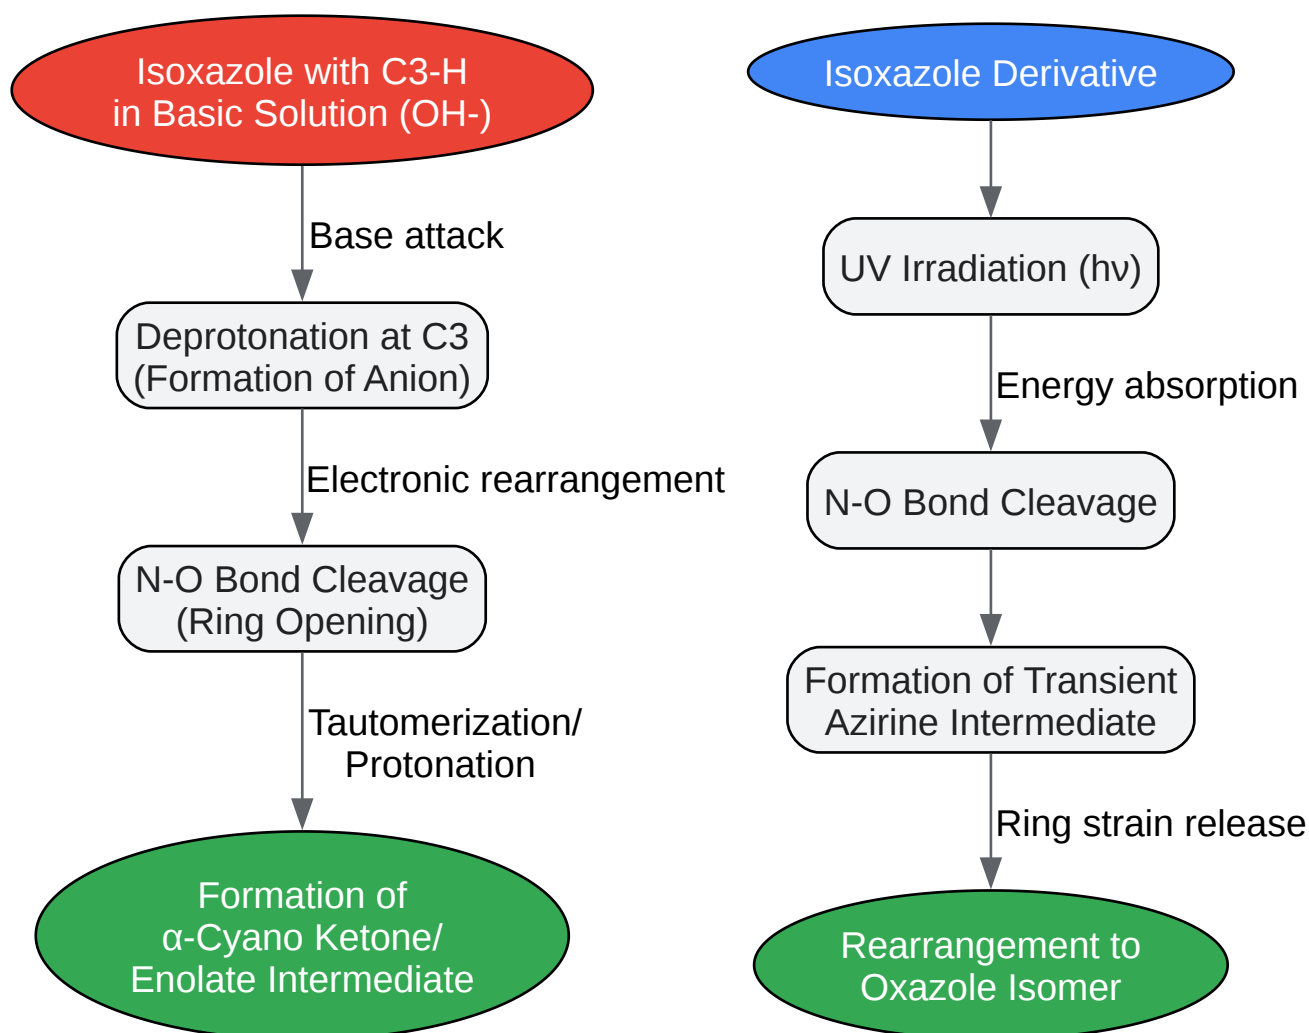 Isoxazole with C3-H
in Basic Solution (OH-)
Base attack
Deprotonation at C3
(Formation of Anion)
Electronic rearrangement
N-O Bond Cleavage
(Ring Opening)
Tautomerization/
Protonation
Formation of
α-Cyano Ketone/
Enolate Intermediate
Isoxazole Derivative
UV Irradiation (hν)
Energy absorption
N-O Bond Cleavage
Formation of Transient
Azirine Intermediate
Ring strain release
Rearrangement to
Oxazole Isomer